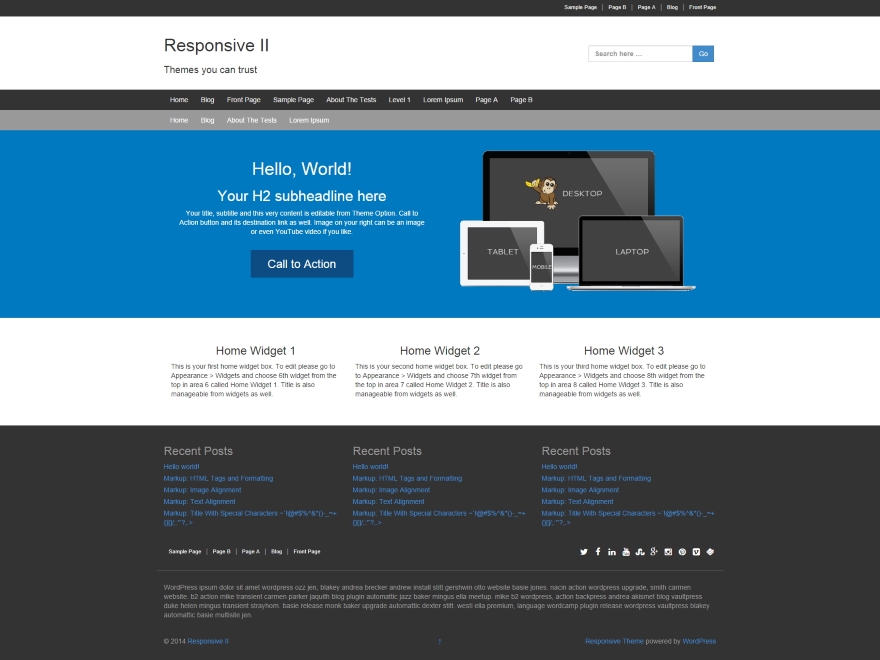 Sample Page | Page B | Page A | Blog | Front Page
Responsive II
Themes you can trust
Search here ...
Go
Home Blog Front Page Sample Page About The Tests Level 1 Lorem Ipsum Page A Page B
Home Blog About The Tests Lorem Ipsum
Hello, World!
Your H2 subheadline here
Your title, subtitle and this very content is editable from Theme Option. Call to
Action button and its destination link as well. Image on your right can be an image
or even YouTube video if you like.
Call to Action
DESKTOP
TABLET
MOBILE
LAPTOP
Home Widget 1
This is your first home widget box. To edit please go to
Appearance > Widgets and choose 6th widget from the
top in area 6 called Home Widget 1. Title is also
manageable from widgets as well.
Home Widget 2
This is your second home widget box. To edit please go
to Appearance > Widgets and choose 7th widget from
the top in area 7 called Home Widget 2. Title is also
manageable from widgets as well.
Home Widget 3
This is your third home widget box. To edit please go to
Appearance > Widgets and choose 8th widget from the
top in area 8 called Home Widget 3. Title is also
manageable from widgets as well.
Recent Posts
Hello world!
Markup: HTML Tags and Formatting
Markup: Image Alignment
Markup: Text Alignment
Markup: Title With Special Characters
Recent Posts
Hello world!
Markup: HTML Tags and Formatting
Markup: Image Alignment
Markup: Text Alignment
Markup: Title With Special Characters
Recent Posts
Hello world!
Markup: HTML Tags and Formatting
Markup: Image Alignment
Markup: Text Alignment
Markup: Title With Special Characters
Sample Page | Page B | Page A | Blog | Front Page
WordPress ipsum dolor sit amet wordpress ozz jen, blakey andrea brecker andrew install stitt gershwin otto website basie jones. nacin action wordpress upgrade, smith carmen
website. b2 action mike transient carmen parker jaquith blog plugin automattic jazz baker mingus ella meetup. mike b2 wordpress, action backpress andrea akismet blog vaultpress
duke helen mingus transient strayhorn. basie release monk baker upgrade automattic dexter stitt. westi ella premium, language wordcamp plugin release wordpress vaultpress blakey
automattic basie multisite jen.
© 2014 Responsive II
↑
Responsive Theme powered by WordPress